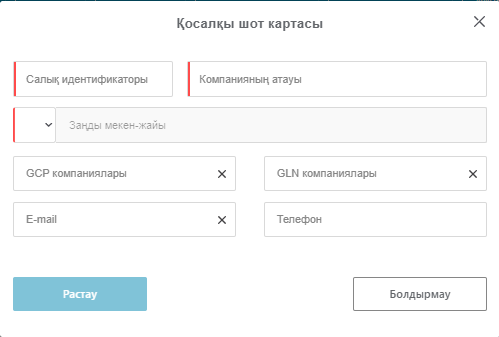 Қосалқы шот картасы
Салық идентификаторы
Компанияның атауы
Заңды мекен-жайы
GCP компаниялары
GLN компаниялары
E-mail
Телефон
Растау
Болдырмау